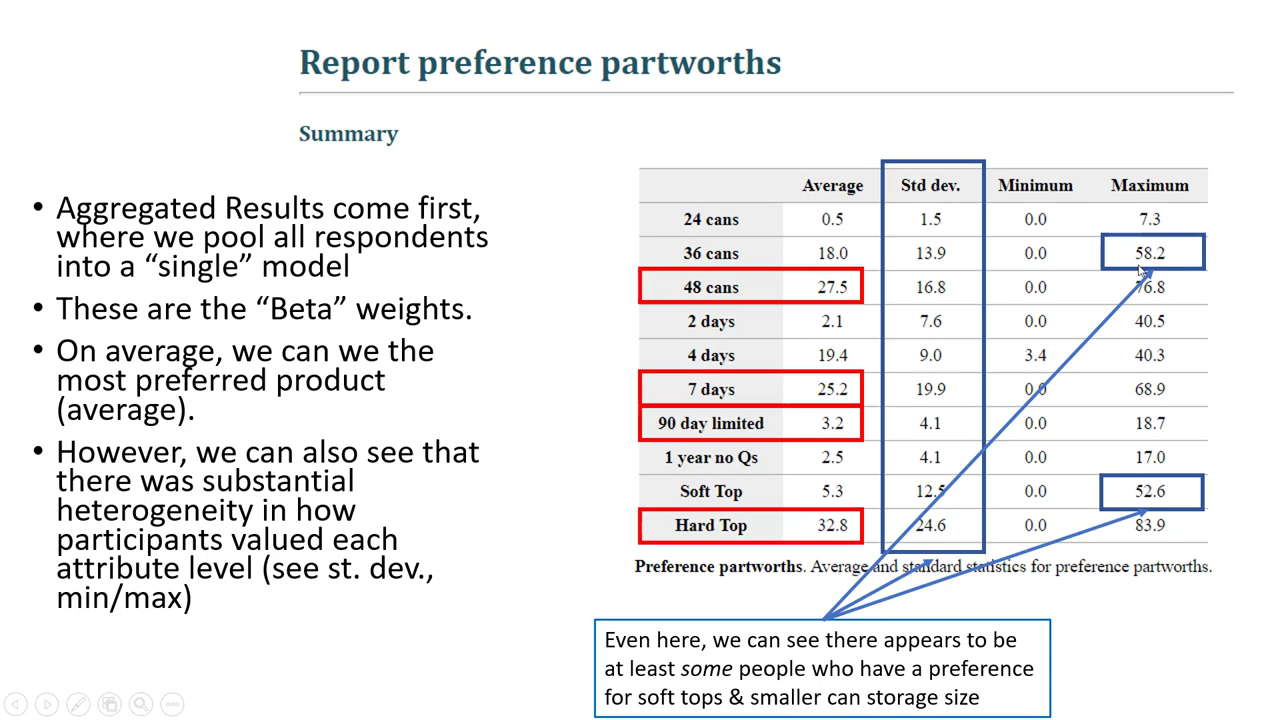 Report preference partworths
Summary
• Aggregated Results come first,
where we pool all respondents
into a “single” model
• These are the “Beta” weights.
• On average, we can we the
most preferred product
(average).
• However, we can also see that
there was substantial
heterogeneity in how
participants valued each
attribute level (see st. dev.,
min/max)
Average Std dev. Minimum Maximum
24 cans 0.5 1.5 0.0 7.3
36 cans 18.0 13.9 0.0 58.2
48 cans 27.5 16.8 0.0 76.8
2 days 2.1 7.6 0.0 40.5
4 days 19.4 9.0 3.4 40.3
7 days 25.2 19.9 0.0 68.9
90 day limited 3.2 4.1 0.0 18.7
1 year no Qs 2.5 4.1 0.0 17.0
Soft Top 5.3 12.5 0.0 52.6
Hard Top 32.8 24.6 0.0 83.9
Preference partworths. Average and standard statistics for preference partworths.
Even here, we can see there appears to be
at least some people who have a preference
for soft tops & smaller can storage size